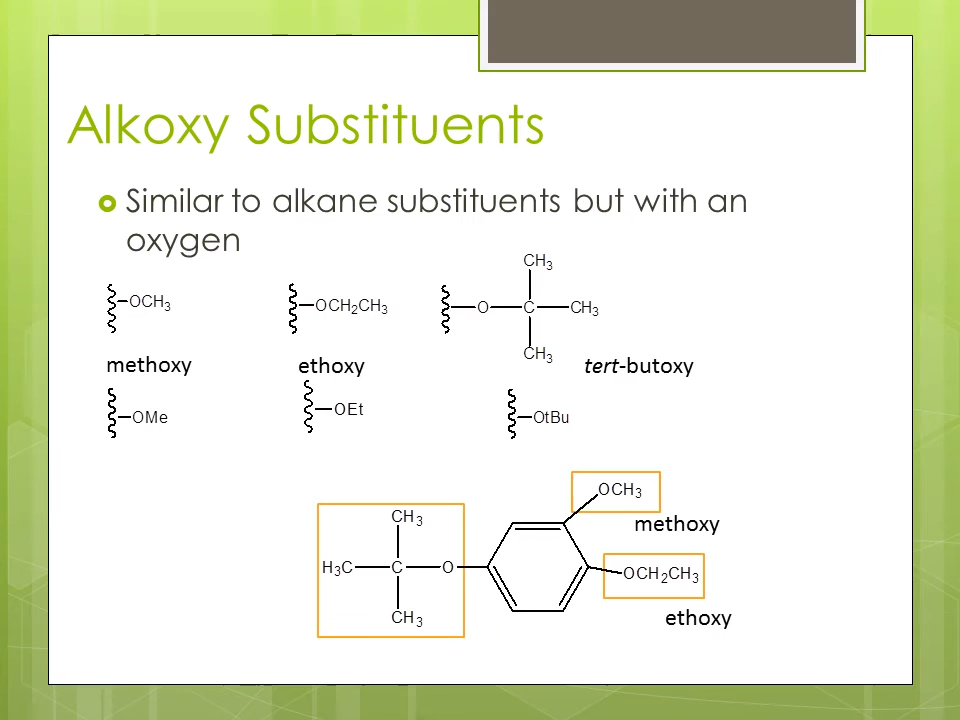 Alkoxy Substituents
Similar to alkane substituents but with an
oxygen
OCH3
OCH2CH3
CH3
O C CH3
CH3
methoxy
ethoxy
tert-butoxy
OMe
OEt
OtBu
OCH3
methoxy
CH3
H3C C O
CH3
OCH2CH3
ethoxy